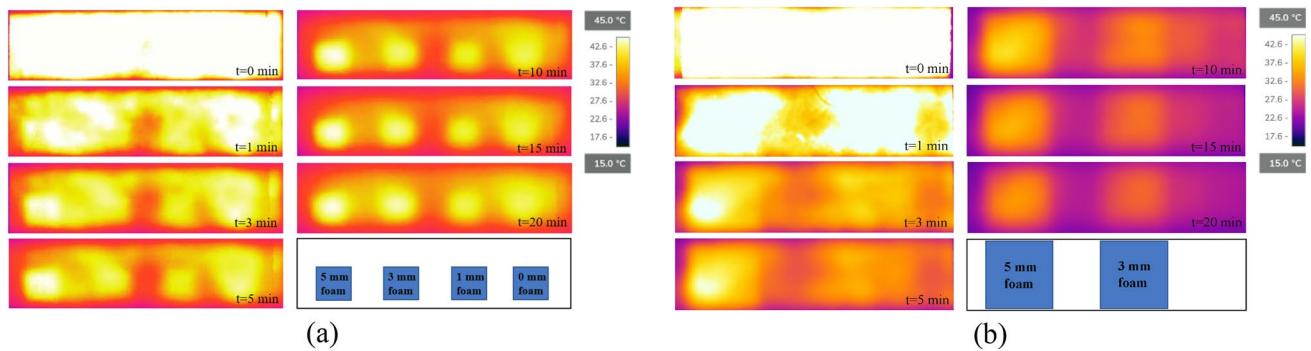 t=0 min
t=1 min
t=3 min
t=5 min
t=10 min
t=15 min
t=20 min
5 mm foam
3 mm foam
1 mm foam
0 mm foam
45.0 °C
42.6 -
37.6 -
32.6 -
27.6 -
22.6 -
17.6 -
15.0 °C
(a)
t=0 min
t=1 min
t=3 min
t=5 min
t=10 min
t=15 min
t=20 min
5 mm
foam
3 mm
foam
45.0 °C
42.6 -
37.6 -
32.6 -
27.6 -
22.6 -
17.6 -
15.0 °C
(b)